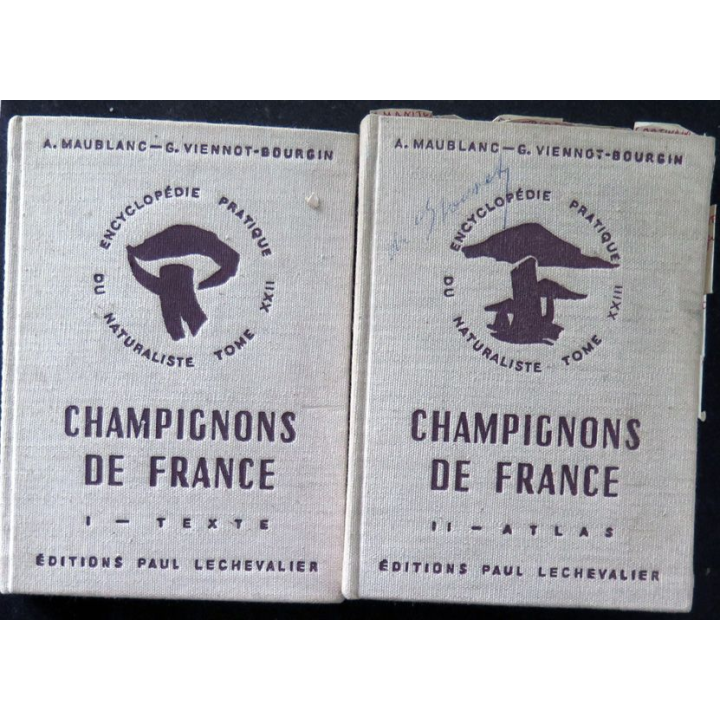 A. MAUBLANC—G. VIENNOT-BOURGIN
ENCYCLOPÉDIE PRATIQUE
DU NATURALISTE TOME XXII
CHAMPIGNONS
DE FRANCE
I - TEXTE
ÉDITIONS PAUL LECHEVALIER
A. MAUBLANC—G. VIENNOT-BOURGIN
ENCYCLOPÉDIE PRATIQUE
DU NATURALISTE TOME XXIII
CHAMPIGNONS
DE FRANCE
II - ATLAS
ÉDITIONS PAUL LECHEVALIER